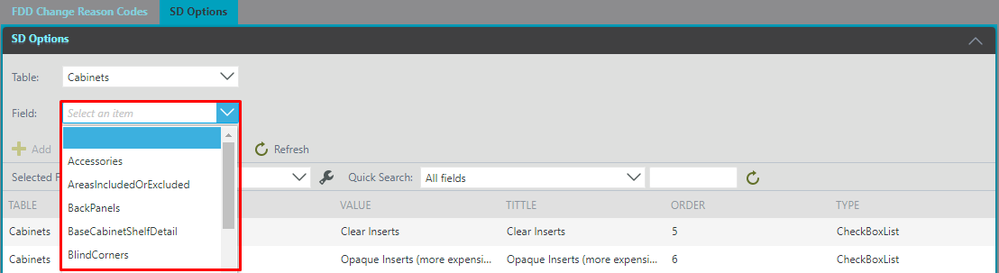 FDD Change Reason Codes SD Options
SD Options
Table: Cabinets
Field: Select an item
Add Refresh
Accessories
Selected F Quick Search: All fields
AreasIncludedOrExcluded
TABLE VALUE TITTLE ORDER TYPE
BackPanels
Cabinets BaseCabinetShelfDetail Clear Inserts Clear Inserts 5 CheckBoxList
BlindCorners
Cabinets Opaque Inserts (more expensi... Opaque Inserts (more expensi... 6 CheckBoxList